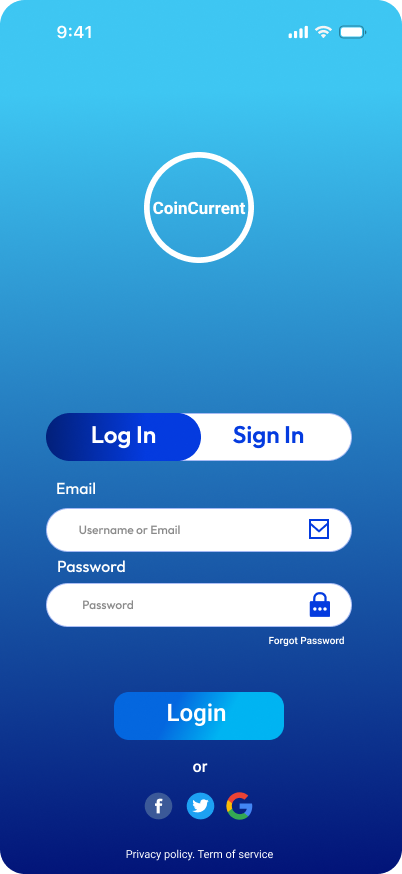 9:41
CoinCurrent
Log In Sign In
Email
Username or Email
Password
Password
Forgot Password
Login
or
Privacy policy. Term of service